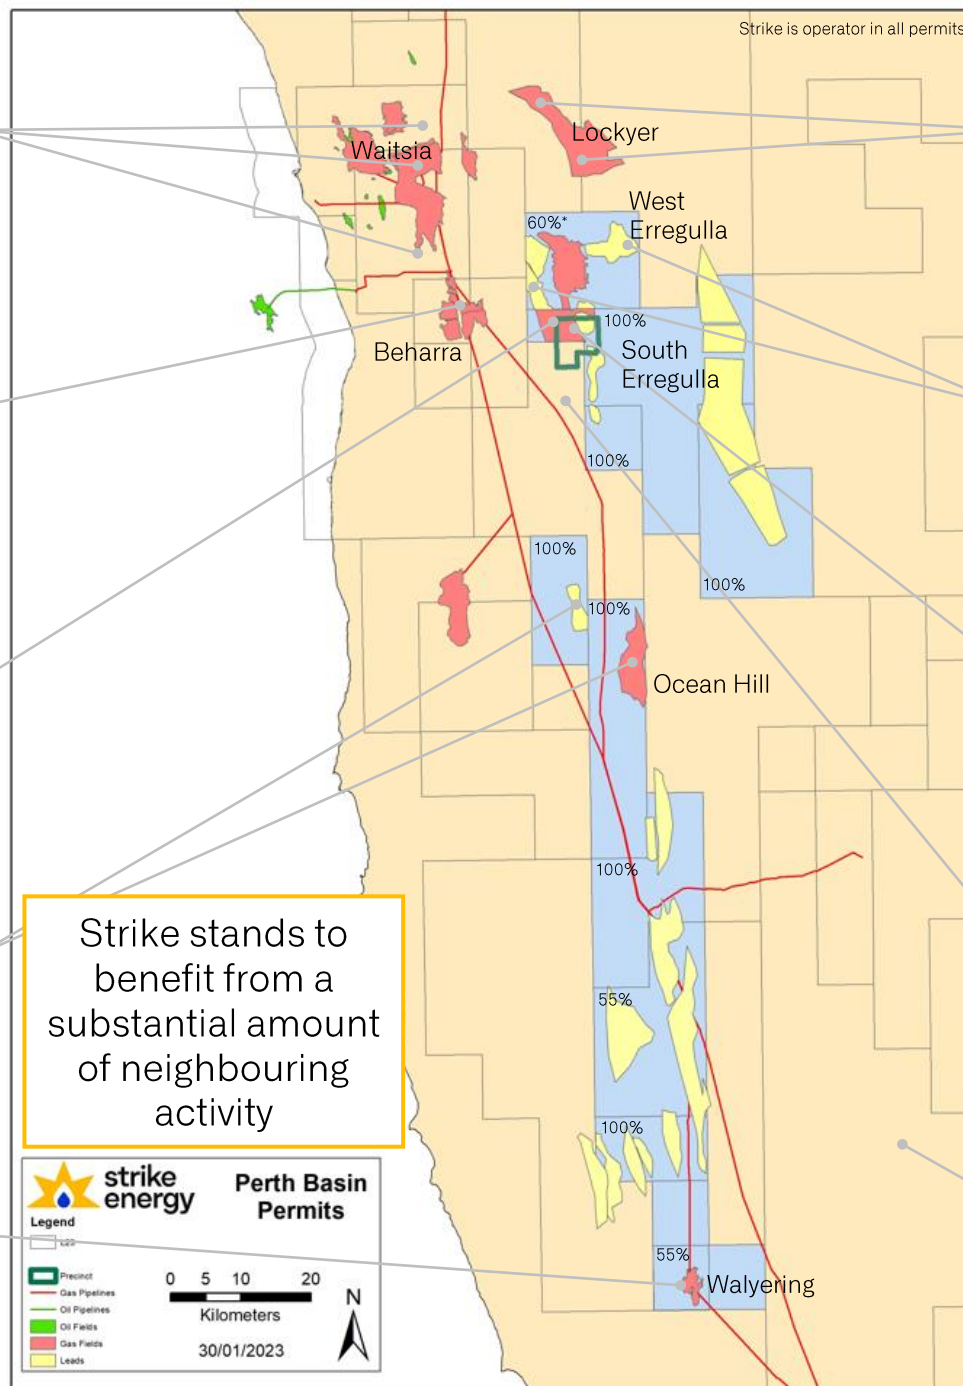 Strike is operator in all permits
Lockyer
Waitsia
West
Erregulla
60%*
100%
South
Erregulla
Beharra
100%
100%
100%
100%
Ocean Hill
100%
55%
100%
55%
Walyering
Strike stands to
benefit from a
substantial amount
of neighbouring
activity
strike
energy
Perth Basin
Permits
Legend
Precinct
Gas Pipelines
Oil Pipelines
Oil Fields
Gas Fields
Leads
0 5 10 20
Kilometers
30/01/2023
N